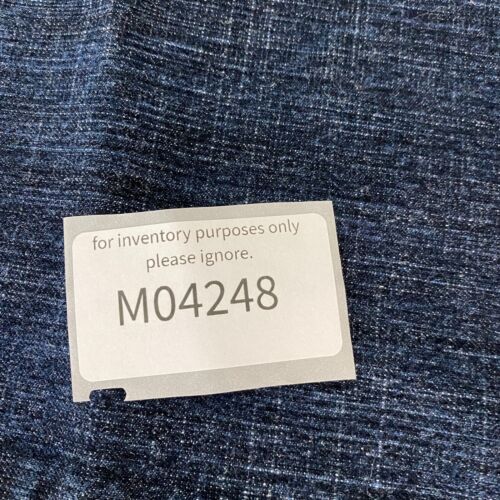 for inventory purposes only
please ignore.
M04248